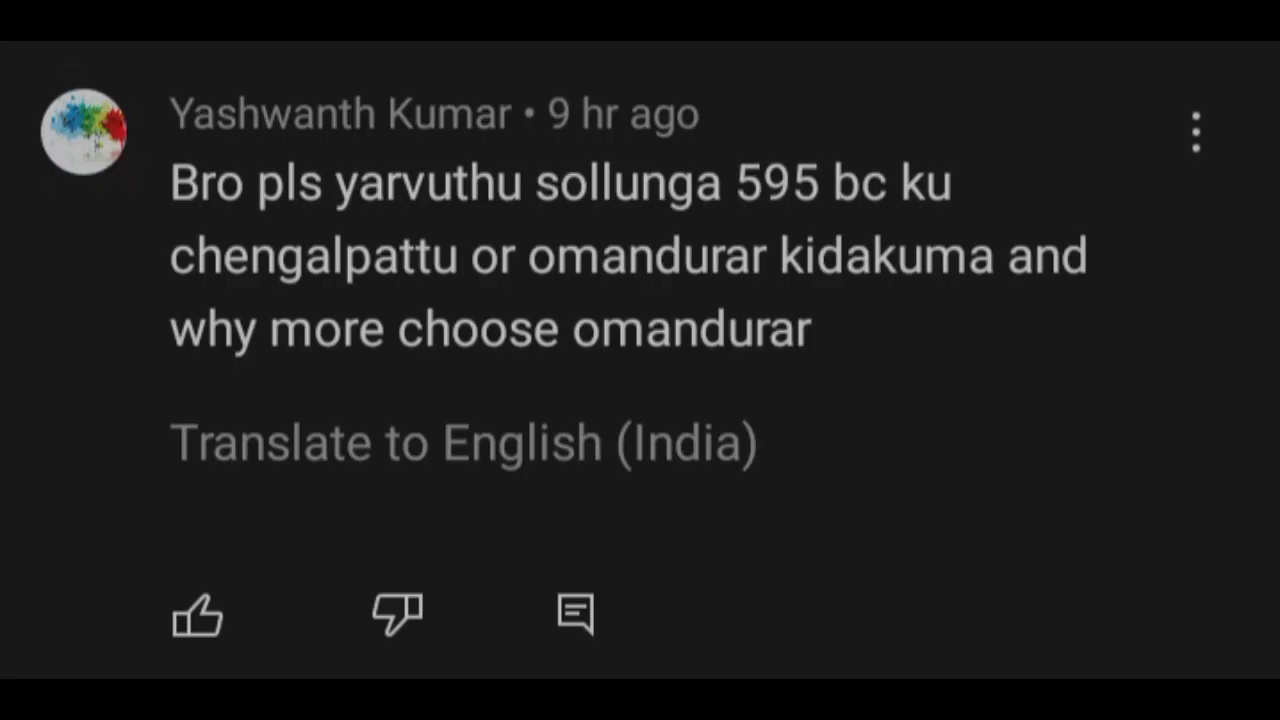 Yashwanth Kumar • 9 hr ago
Bro pls yarvuthu sollunga 595 bc ku
chengalpattu or omandurar kidakuma and
why more choose omandurar
Translate to English (India)